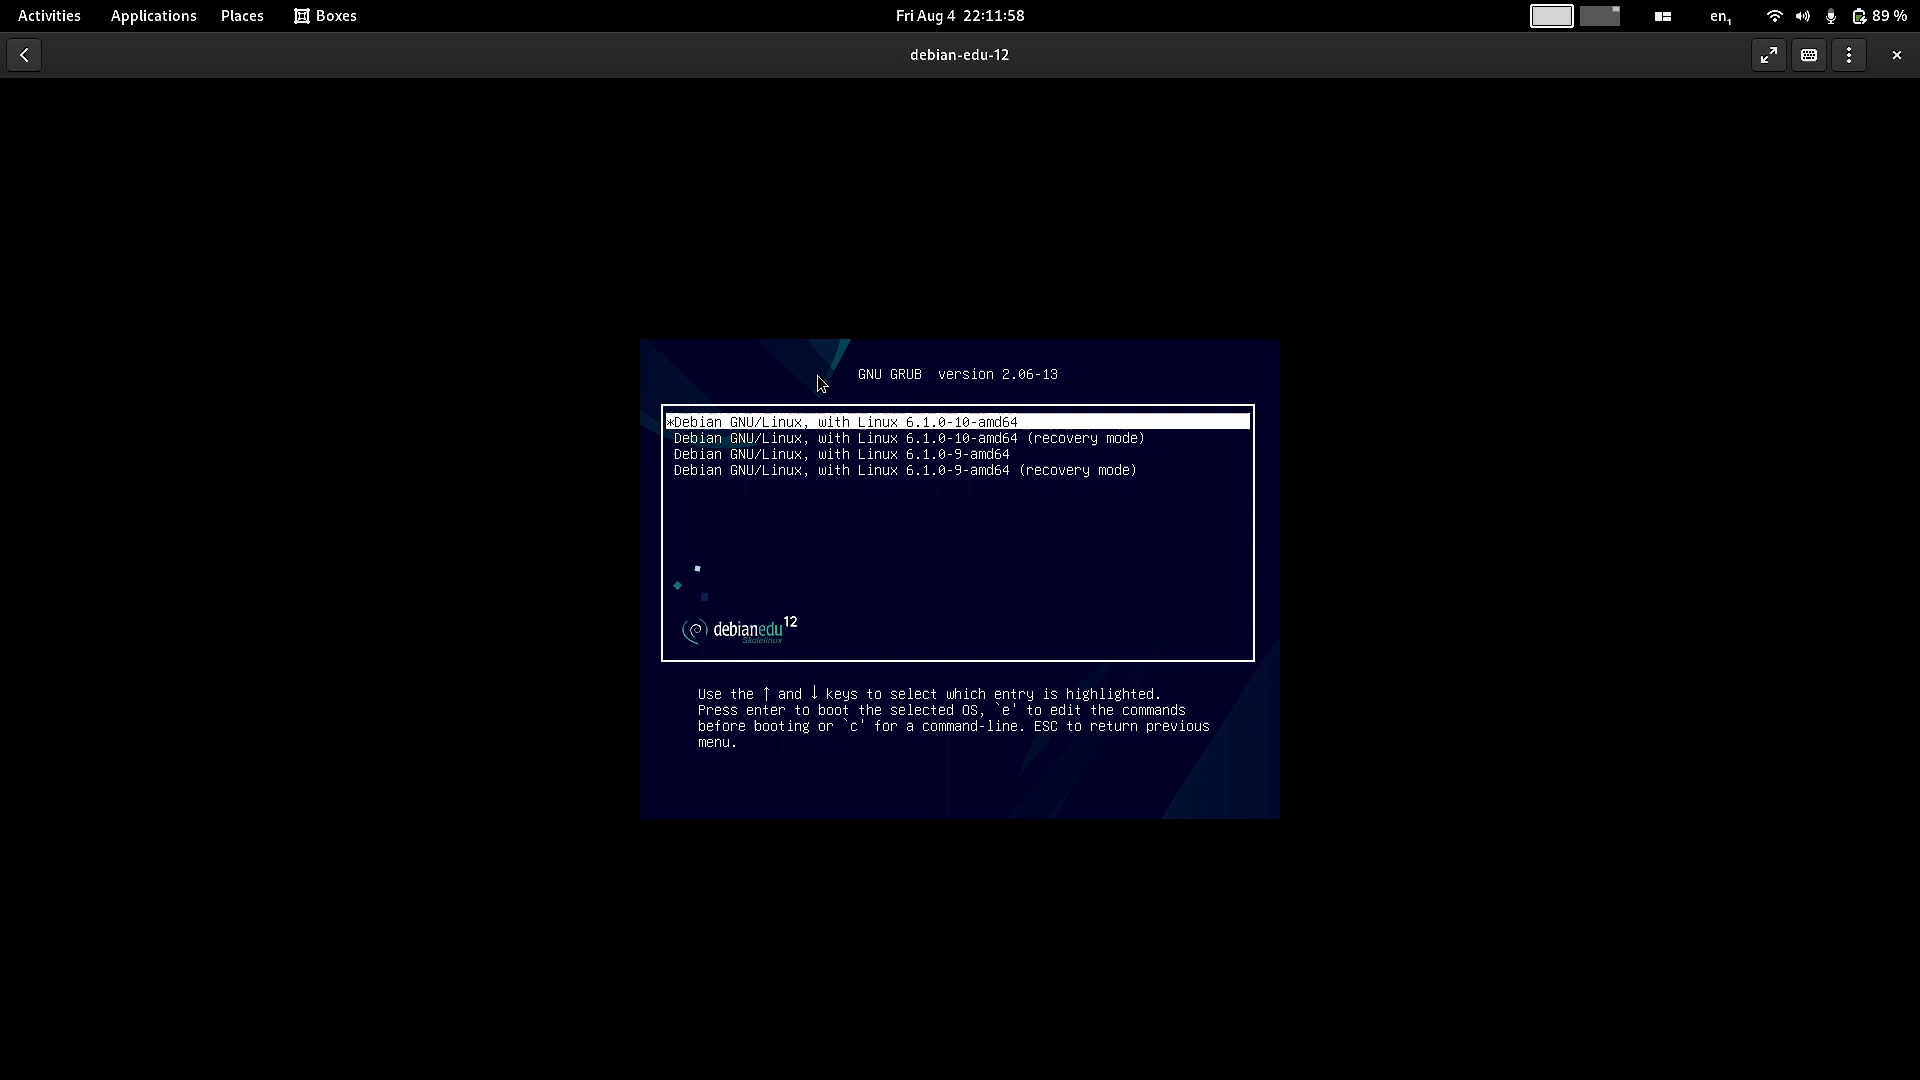 Activities Applications Places Boxes Fri Aug 4 22:11:58 en1 89 %
debian-edu-12
GNU GRUB version 2.06-13
*Debian GNU/Linux, with Linux 6.1.0-10-amd64
Debian GNU/Linux, with Linux 6.1.0-10-amd64 (recovery mode)
Debian GNU/Linux, with Linux 6.1.0-9-amd64
Debian GNU/Linux, with Linux 6.1.0-9-amd64 (recovery mode)
debianedu12
Skolelinux
Use the ↑ and ↓ keys to select which entry is highlighted.
Press enter to boot the selected OS, `e' to edit the commands
before booting or `c' for a command-line. ESC to return previous
menu.